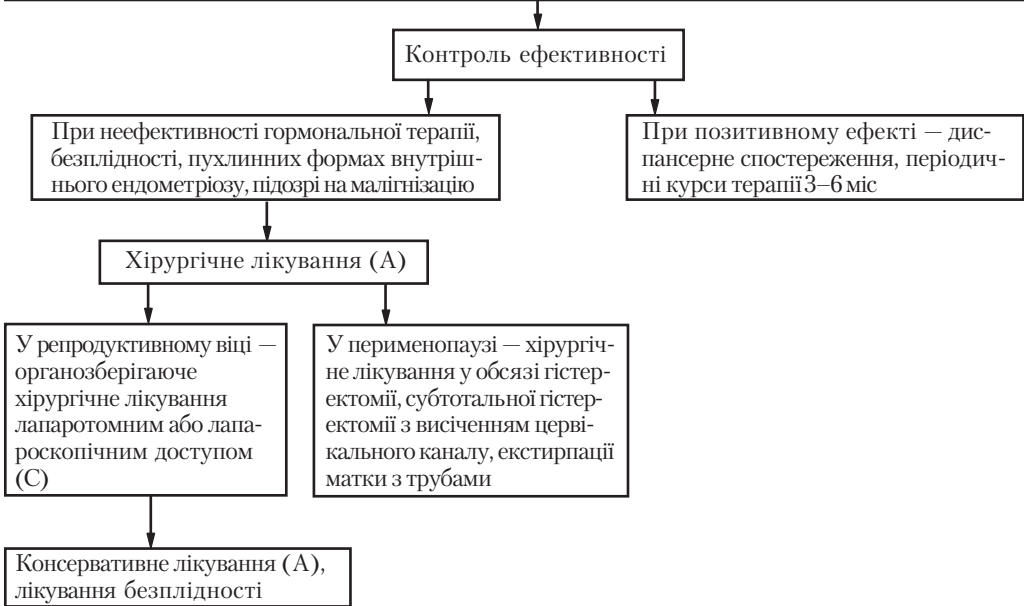 Контроль ефективності
При неефективності гормональної терапії,
безплідності, пухлинних формах внутріш-
нього ендометріозу, підозрі на малігнізацію
При позитивному ефекті — дис-
пансерне спостереження, періодич-
ні курси терапії 3–6 міс
Хірургічне лікування (А)
У репродуктивному віці —
органозберігаюче
хірургічне лікування
лапаротомним або лапа-
роскопічним доступом
(С)
У перименопаузі — хірургіч-
не лікування у обсязі гістер-
ектомії, субтотальної гістер-
ектомії з висіченням церві-
кального каналу, екстирпації
матки з трубами
Консервативне лікування (А),
лікування безплідності